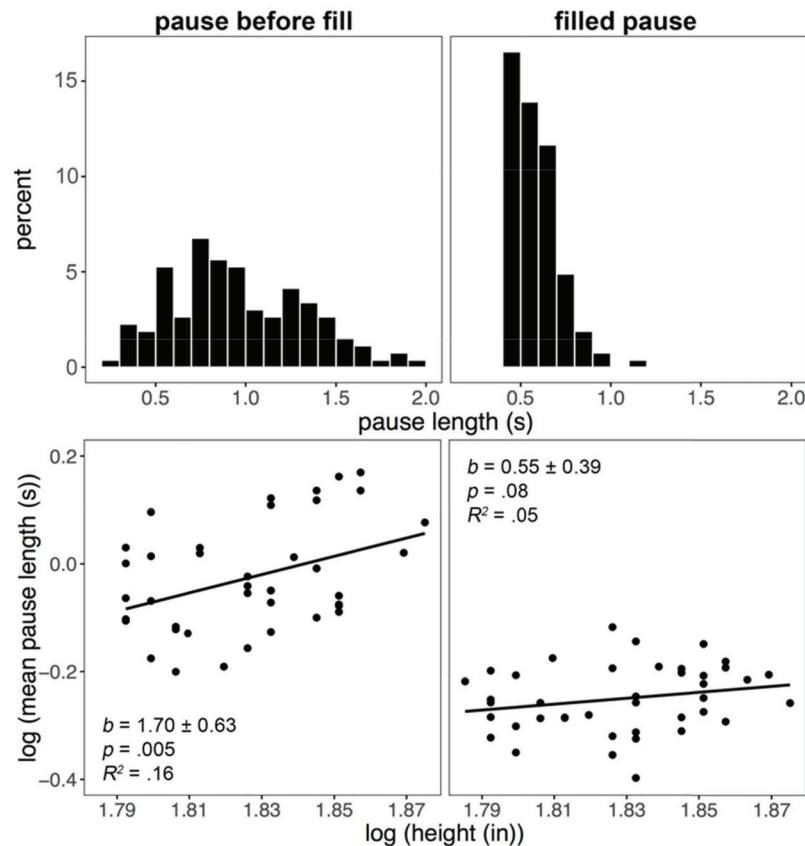 pause before fill
filled pause
percent
15
10
5
0
0.5 1.0 1.5 2.0
0.5 1.0 1.5 2.0
pause length (s)
log (mean pause length (s))
0.2
0.0
−0.2
−0.4
b = 1.70 ± 0.63
p = .005
R² = .16
b = 0.55 ± 0.39
p = .08
R² = .05
1.79 1.81 1.83 1.85 1.87
1.79 1.81 1.83 1.85 1.87
log (height (in))